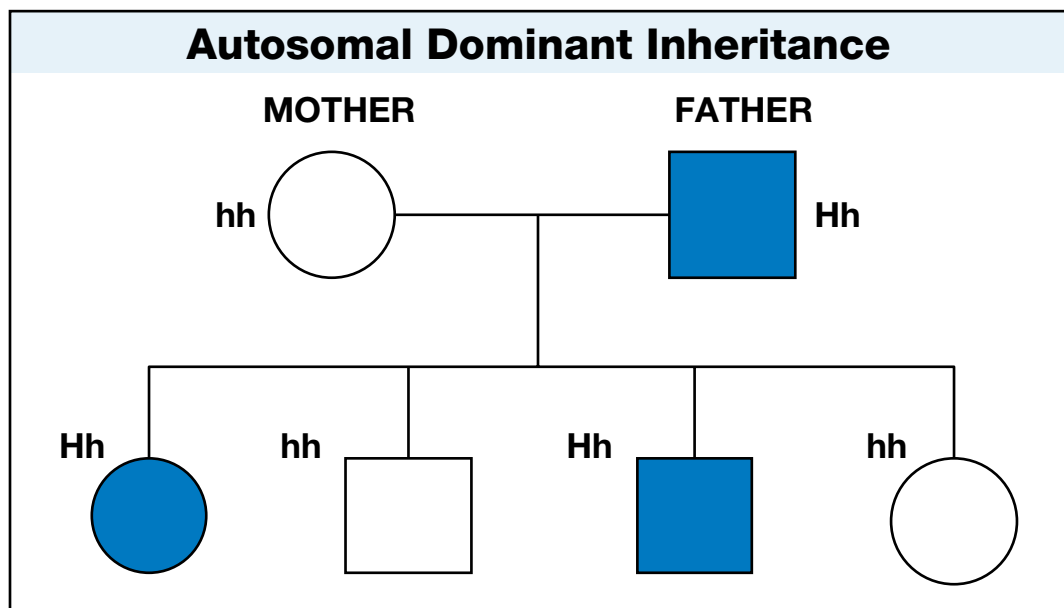 Autosomal Dominant Inheritance
MOTHER FATHER
hh Hh
Hh hh Hh hh